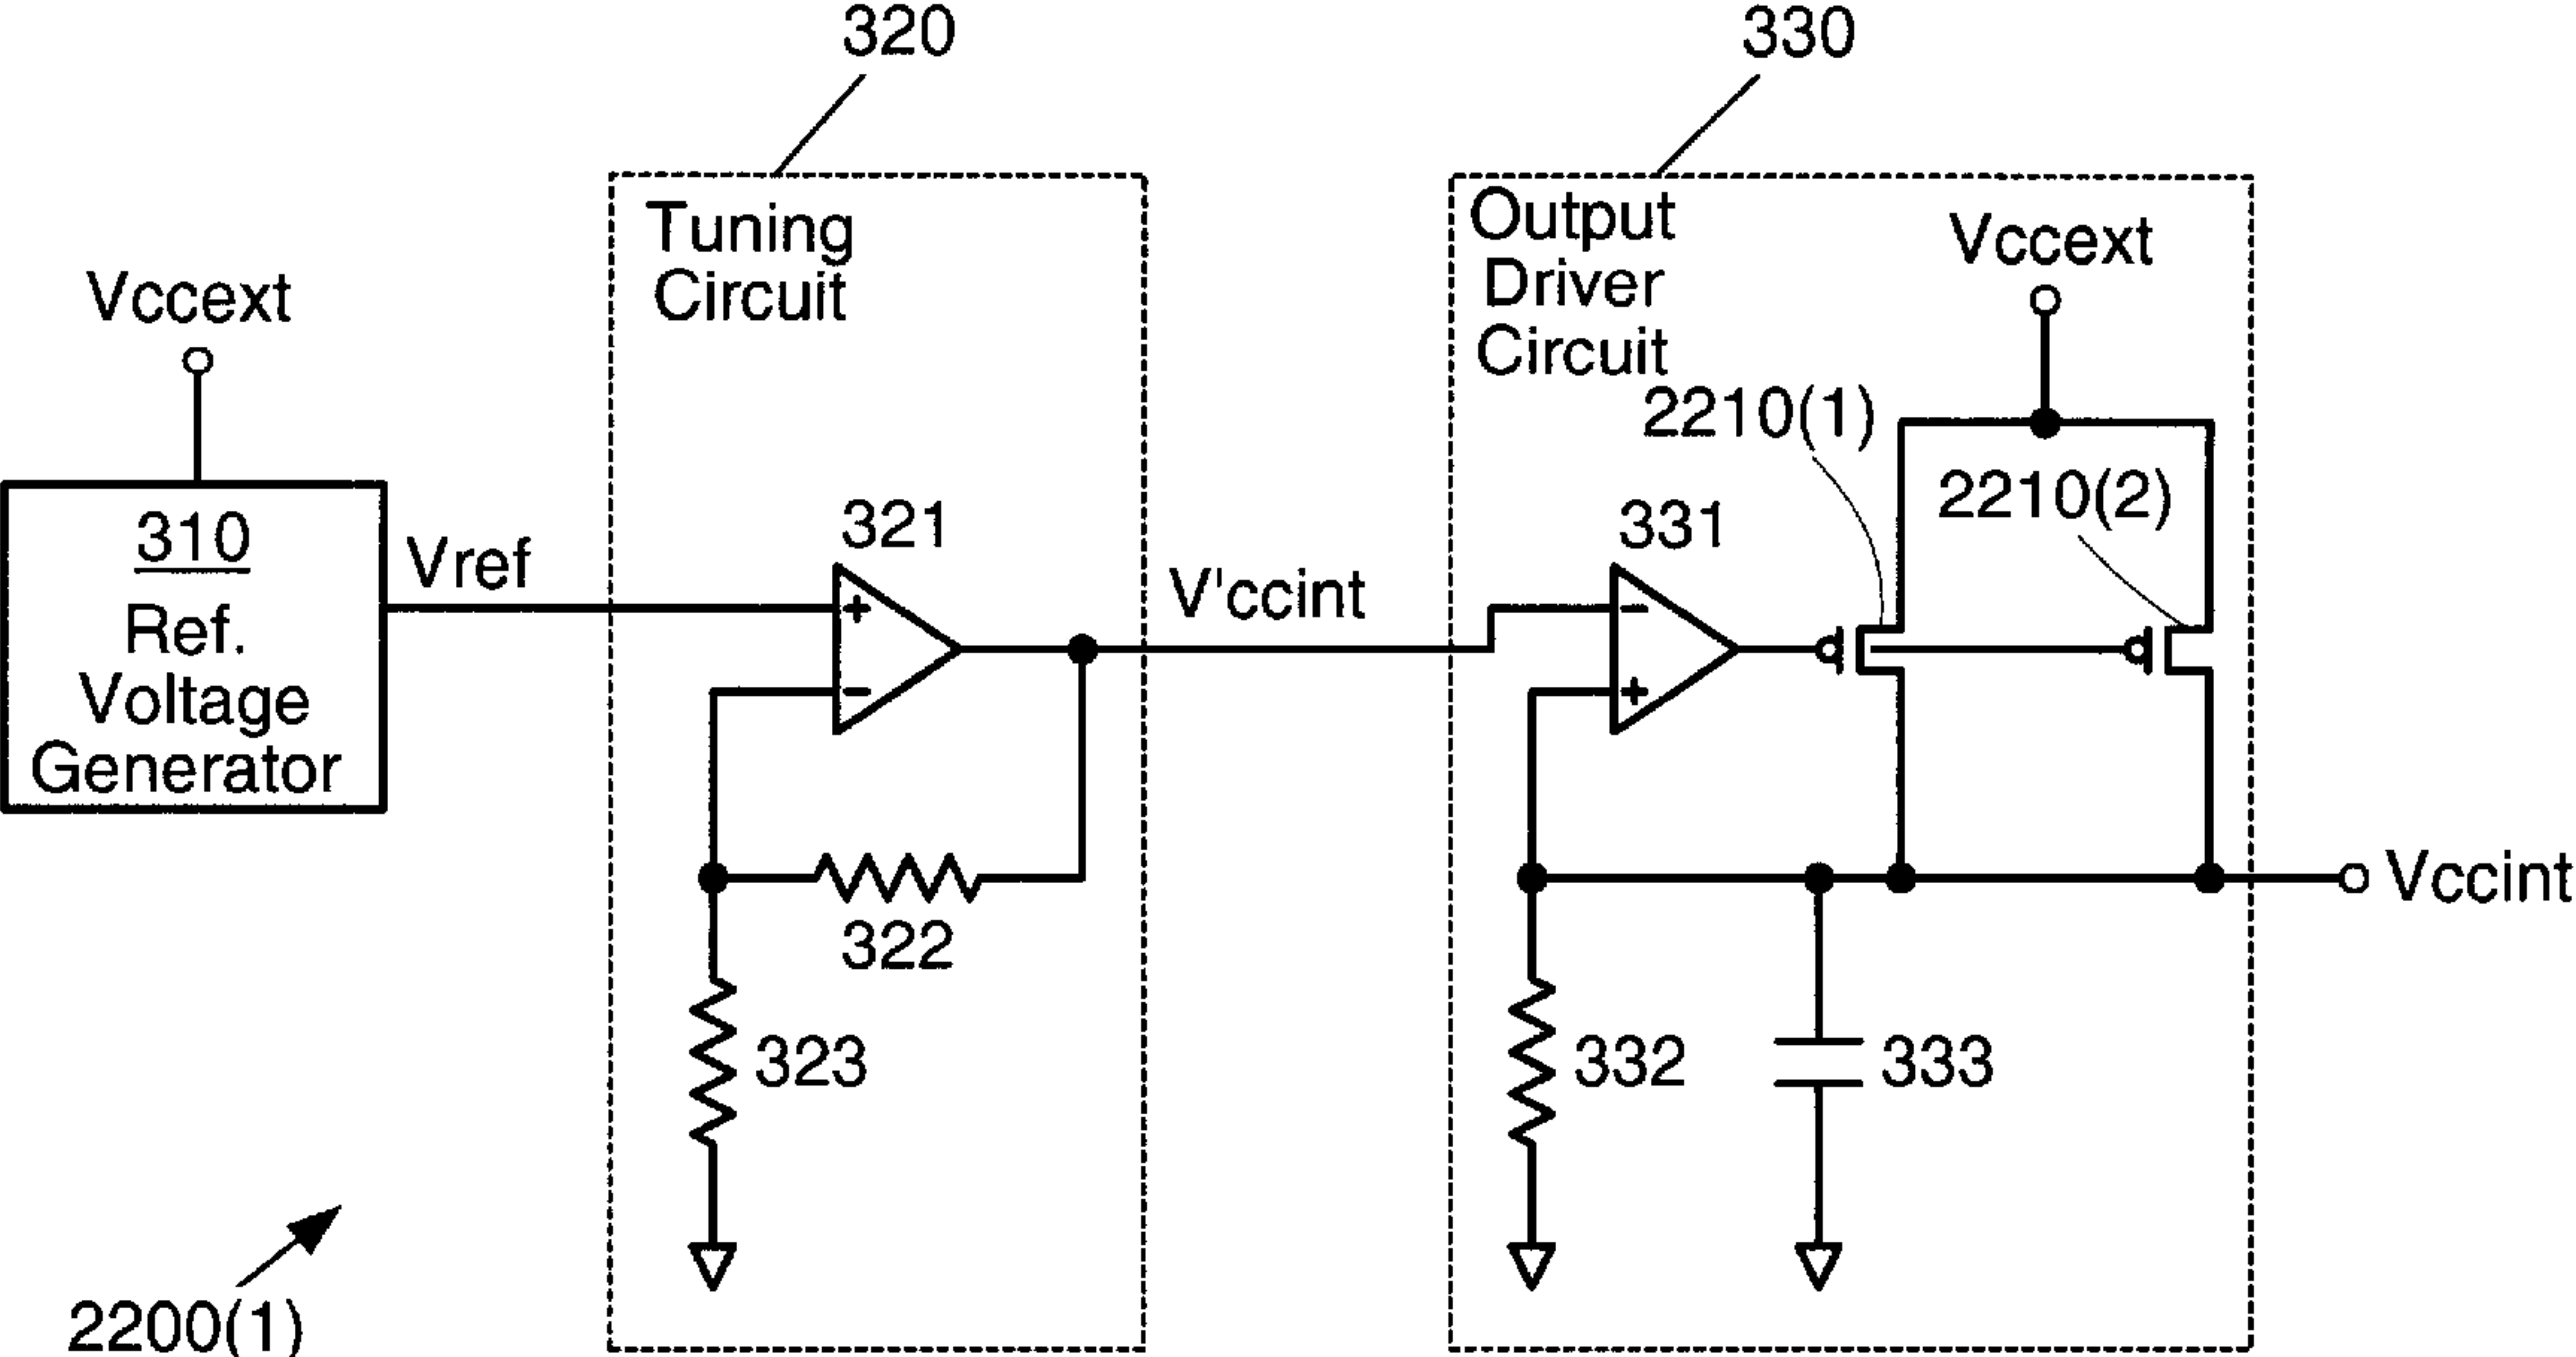 320
330
Tuning
Circuit
Output
Driver
Circuit
Vccext
Vccext
2210(1)
2210(2)
310
Ref.
Voltage
Generator
Vref
321
+
−
V'ccint
331
−
+
322
323
332
333
Vccint
2200(1)